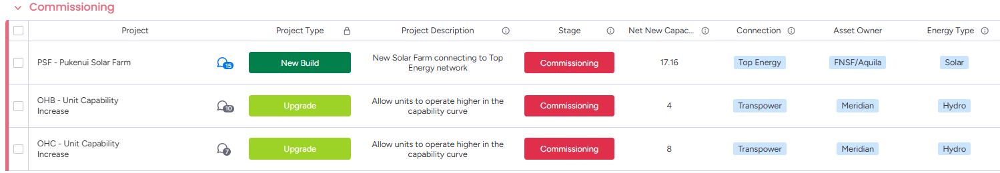 Commissioning
Project Project Type Project Description Stage Net New Capac... Connection Asset Owner Energy Type
PSF - Pukenui Solar Farm 15 New Build New Solar Farm connecting to Top Commissioning 17.16 Top Energy FNSF/Aquila Solar
Energy network
OHB - Unit Capability 10 Upgrade Allow units to operate higher in the Commissioning 4 Transpower Meridian Hydro
Increase capability curve
OHC - Unit Capability 7 Upgrade Allow units to operate higher in the Commissioning 8 Transpower Meridian Hydro
Increase capability curve